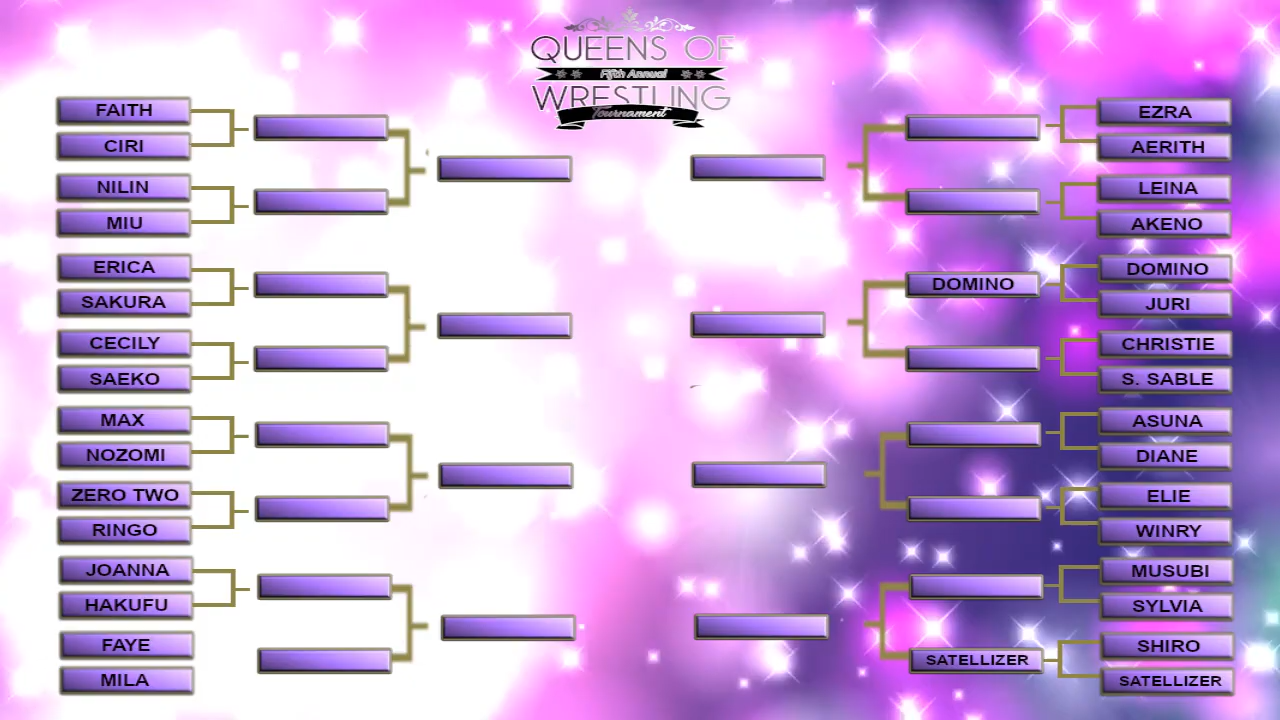 QUEENS OF
Fifth Annual
WRESTLING
Tournament
FAITH
CIRI
NILIN
MIU
ERICA
SAKURA
CECILY
SAEKO
MAX
NOZOMI
ZERO TWO
RINGO
JOANNA
HAKUFU
FAYE
MILA
DOMINO
SATELLIZER
EZRA
AERITH
LEINA
AKENO
DOMINO
JURI
CHRISTIE
S. SABLE
ASUNA
DIANE
ELIE
WINRY
MUSUBI
SYLVIA
SHIRO
SATELLIZER